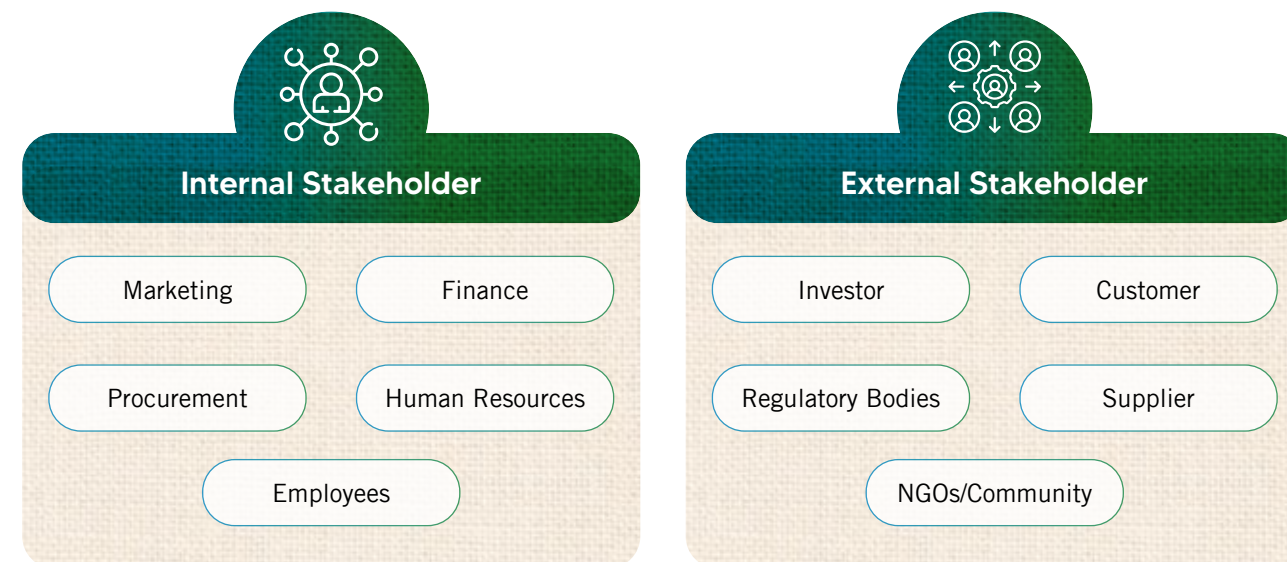 Internal Stakeholder
Marketing
Finance
Procurement
Human Resources
Employees
External Stakeholder
Investor
Customer
Regulatory Bodies
Supplier
NGOs/Community